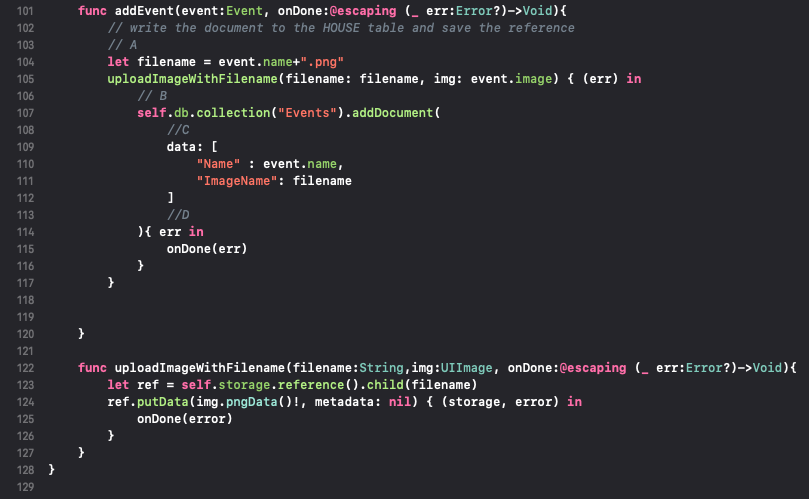 101 func addEvent(event:Event, onDone:@escaping (_ err:Error?)->Void){
102 // write the document to the HOUSE table and save the reference
103 // A
104 let filename = event.name+".png"
105 uploadImageWithFilename(filename: filename, img: event.image) { (err) in
106 // B
107 self.db.collection("Events").addDocument(
108 //C
109 data: [
110 "Name" : event.name,
111 "ImageName": filename
112 ]
113 //D
114 ){ err in
115 onDone(err)
116 }
117 }
118
119
120 }
121
122 func uploadImageWithFilename(filename:String,img:UIImage, onDone:@escaping (_ err:Error?)->Void){
123 let ref = self.storage.reference().child(filename)
124 ref.putData(img.pngData()!, metadata: nil) { (storage, error) in
125 onDone(error)
126 }
127 }
128 }
129